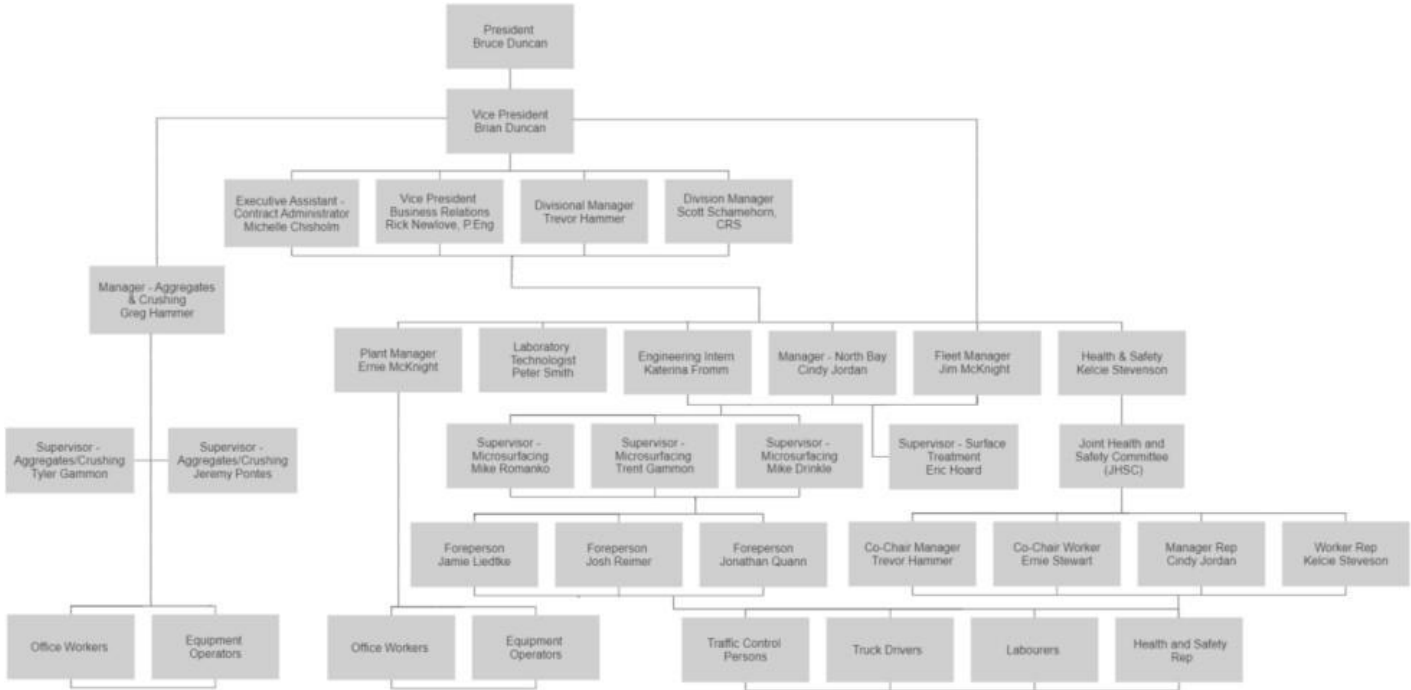 President
Bruce Duncan
Vice President
Brian Duncan
Executive Assistant -
Contract Administrator
Michelle Chisholm
Vice President
Business Relations
Rick Newlove, P.Eng
Divisional Manager
Trevor Hammer
Division Manager
Scott Schamehorn,
CRS
Manager - Aggregates
& Crushing
Greg Hammer
Plant Manager
Ernie McKnight
Laboratory
Technologist
Peter Smith
Engineering Intern
Katerina Fromm
Manager - North Bay
Cindy Jordan
Fleet Manager
Jim McKnight
Health & Safety
Kelcie Stevenson
Supervisor -
Aggregates/Crushing
Tyler Gammon
Supervisor -
Aggregates/Crushing
Jeremy Pontes
Supervisor -
Microsurfacing
Mike Romanko
Supervisor -
Microsurfacing
Trent Gammon
Supervisor -
Microsurfacing
Mike Drinkle
Supervisor - Surface
Treatment
Eric Hoard
Joint Health and
Safety Committee
(JHSC)
Foreperson
Jamie Liedtke
Foreperson
Josh Reimer
Foreperson
Jonathan Quann
Co-Chair Manager
Trevor Hammer
Co-Chair Worker
Ernie Stewart
Manager Rep
Cindy Jordan
Worker Rep
Kelcie Steveson
Office Workers
Equipment
Operators
Office Workers
Equipment
Operators
Traffic Control
Persons
Truck Drivers
Labourers
Health and Safety
Rep